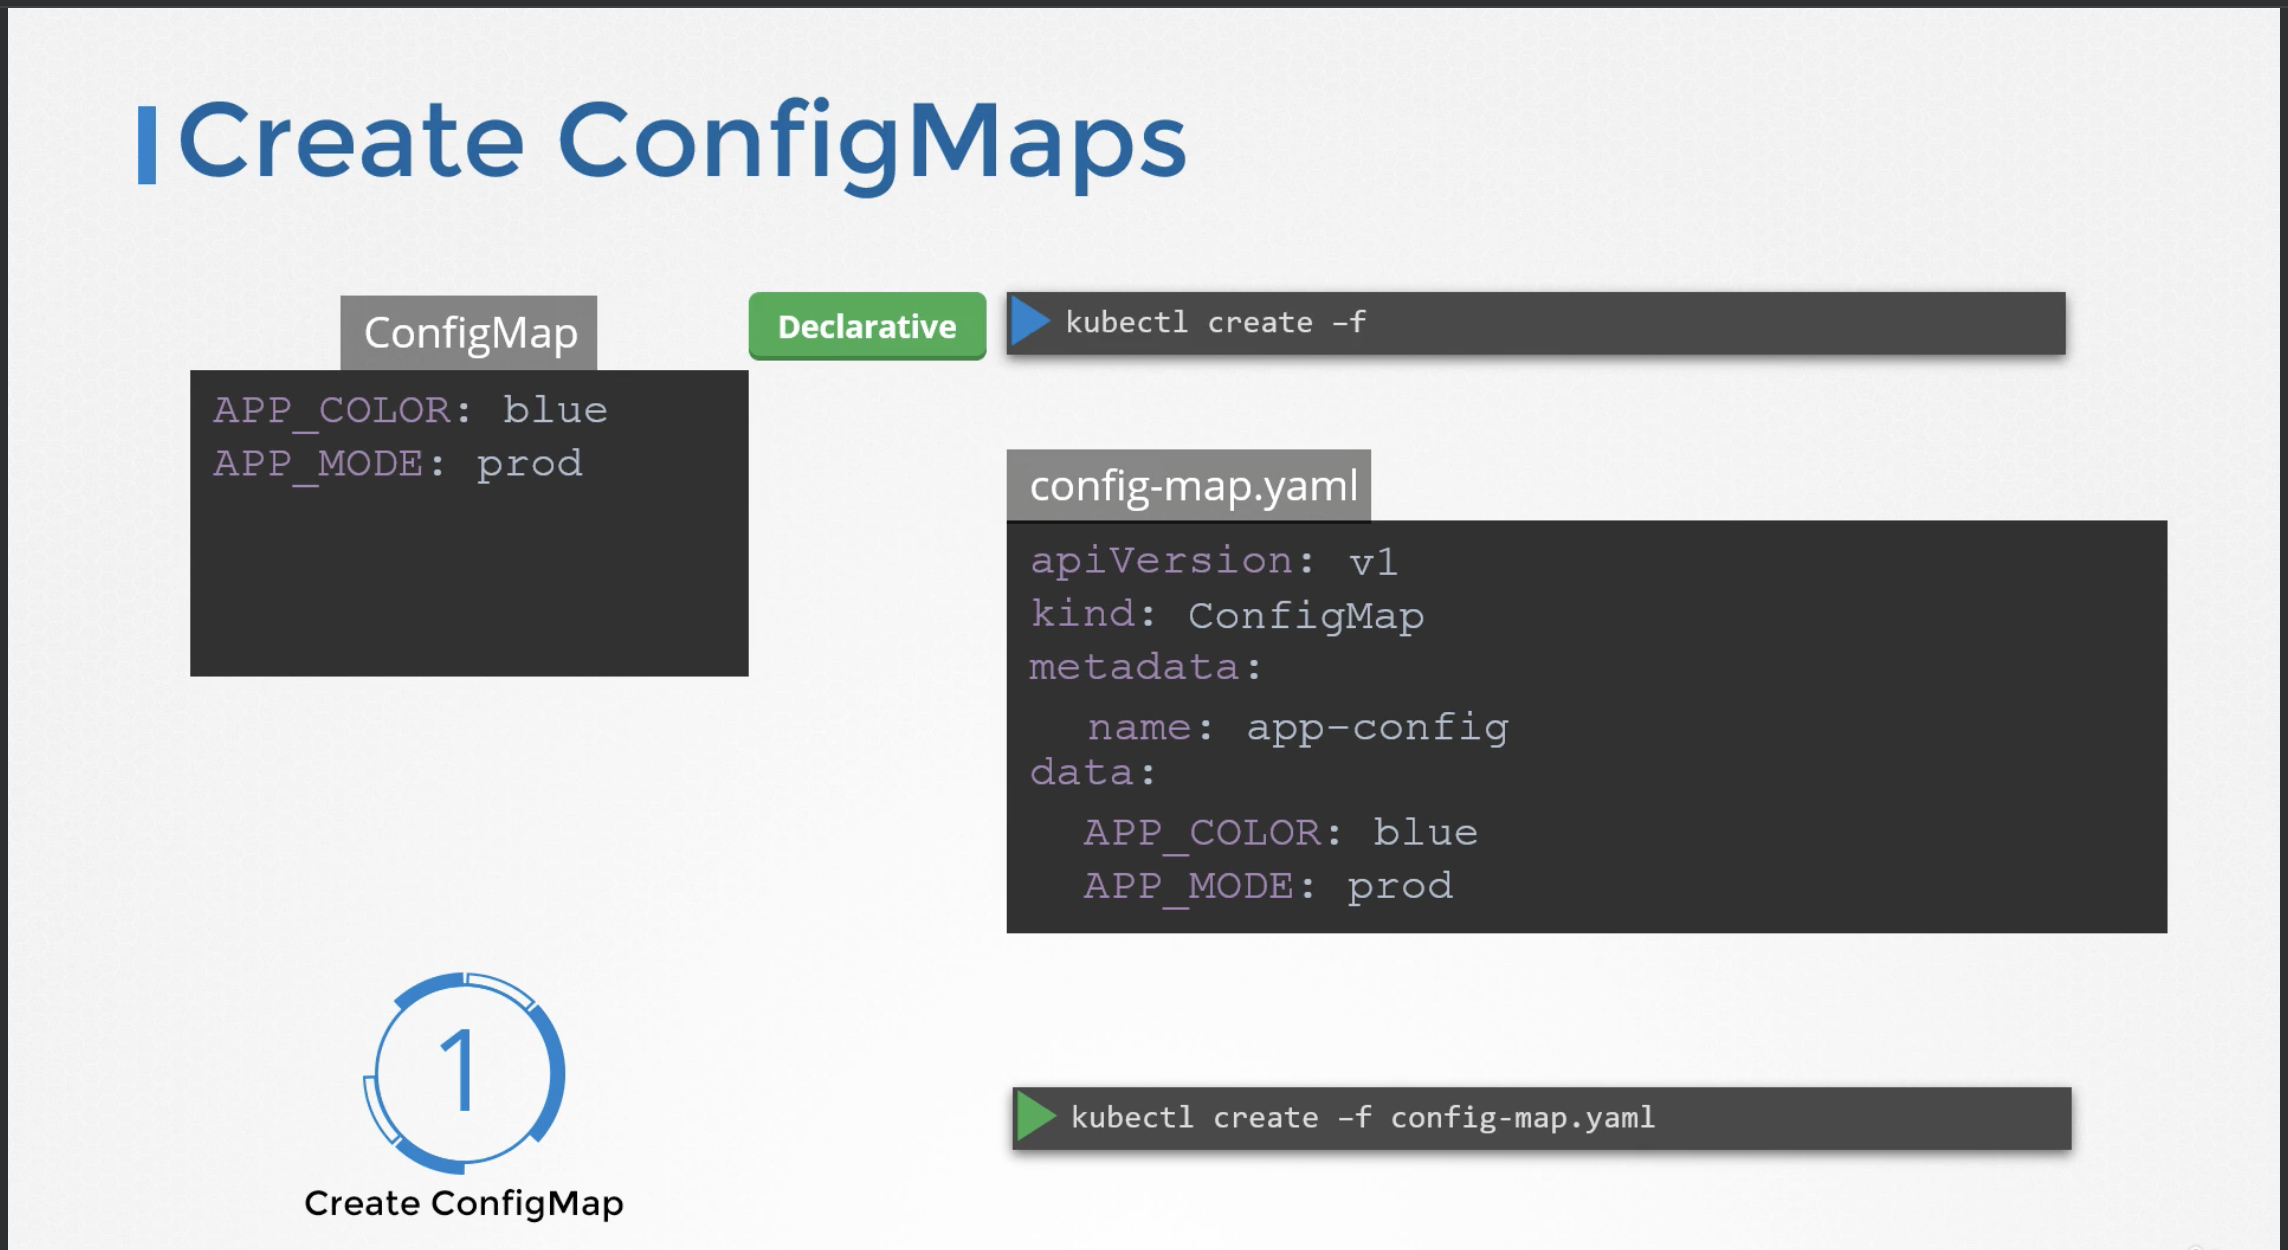 Create ConfigMaps
ConfigMap
APP_COLOR: blue
APP_MODE: prod
Declarative
kubectl create –f
config-map.yaml
apiVersion: v1
kind: ConfigMap
metadata:
name: app-config
data:
APP_COLOR: blue
APP_MODE: prod
1
Create ConfigMap
kubectl create –f config-map.yaml